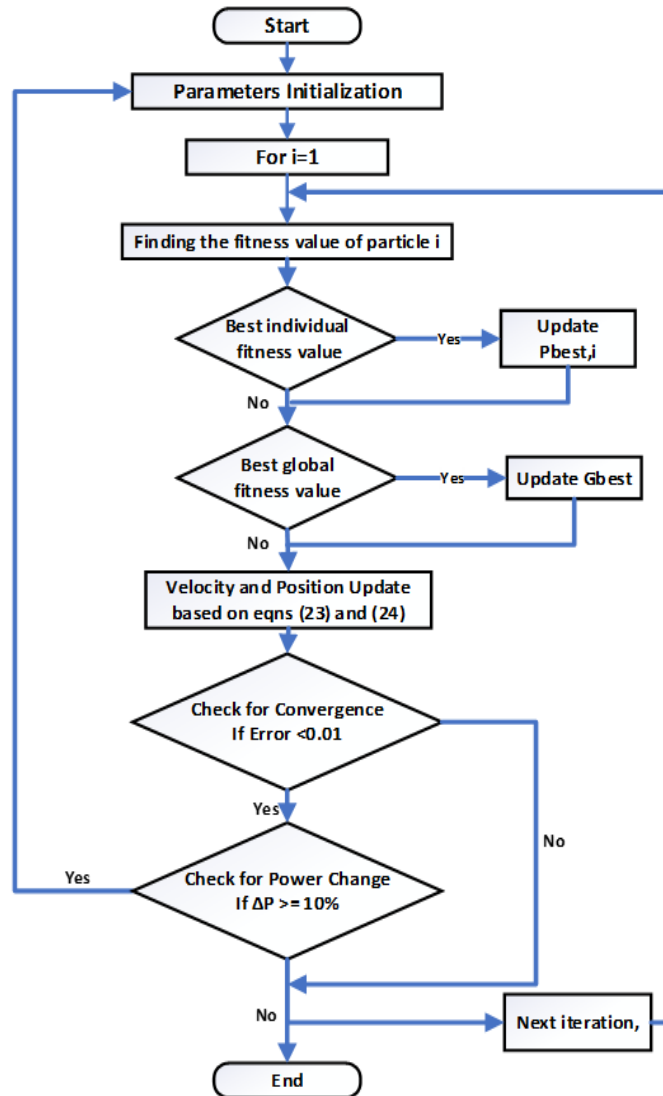 Start
Parameters Initialization
For i=1
Finding the fitness value of particle i
Best individual
fitness value
Yes
Update
Pbest,i
No
Best global
fitness value
Yes
Update Gbest
No
Velocity and Position Update
based on eqns (23) and (24)
Check for Convergence
If Error <0.01
Yes
No
Yes
Check for Power Change
If ΔP >= 10%
No
Next iteration,
End